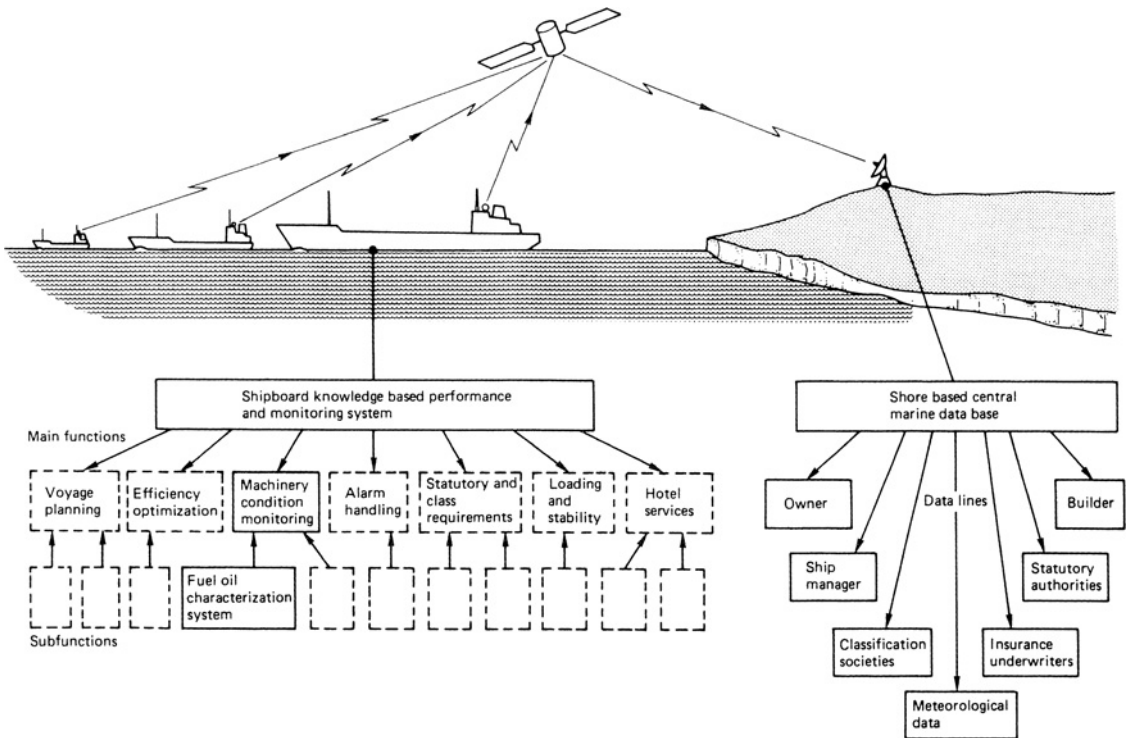 Shipboard knowledge based performance
and monitoring system
Main functions
Voyage
planning
Efficiency
optimization
Machinery
condition
monitoring
Alarm
handling
Statutory and
class
requirements
Loading
and
stability
Hotel
services
Fuel oil
characterization
system
Subfunctions
Shore based central
marine data base
Data lines
Owner
Builder
Ship
manager
Statutory
authorities
Classification
societies
Insurance
underwriters
Meteorological
data